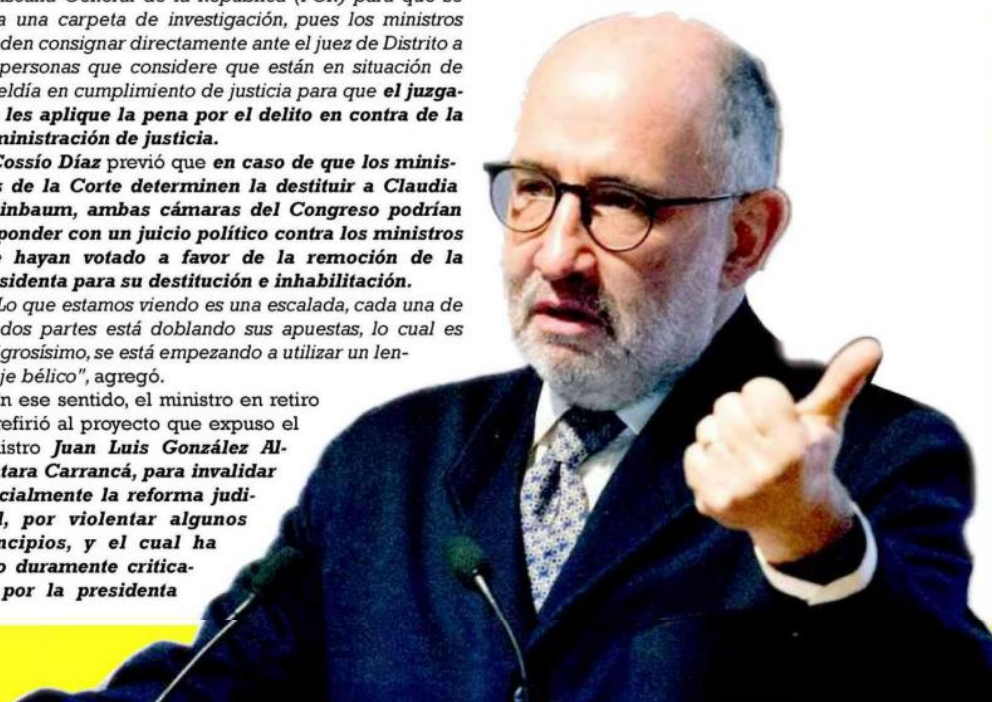 iscalía General de la República (FGR) para que se
a una carpeta de investigación, pues los ministros
den consignar directamente ante el juez de Distrito a
personas que considere que están en situación de
eldía en cumplimiento de justicia para que el juzga-
les aplique la pena por el delito en contra de la
ministración de justicia.
Cossío Díaz previó que en caso de que los minis-
s de la Corte determinen la destituir a Claudia
inbaum, ambas cámaras del Congreso podrían
ponder con un juicio político contra los ministros
e hayan votado a favor de la remoción de la
sidenta para su destitución e inhabilitación.
Lo que estamos viendo es una escalada, cada una de
dos partes está doblando sus apuestas, lo cual es
igrosísimo, se está empezando a utilizar un len-
je bélico", agregó.
n ese sentido, el ministro en retiro
refirió al proyecto que expuso el
istro Juan Luis González Al-
tara Carrancá, para invalidar
cialmente la reforma judi-
l, por violentar algunos
ncipios, y el cual ha
o duramente critica-
por la presidenta